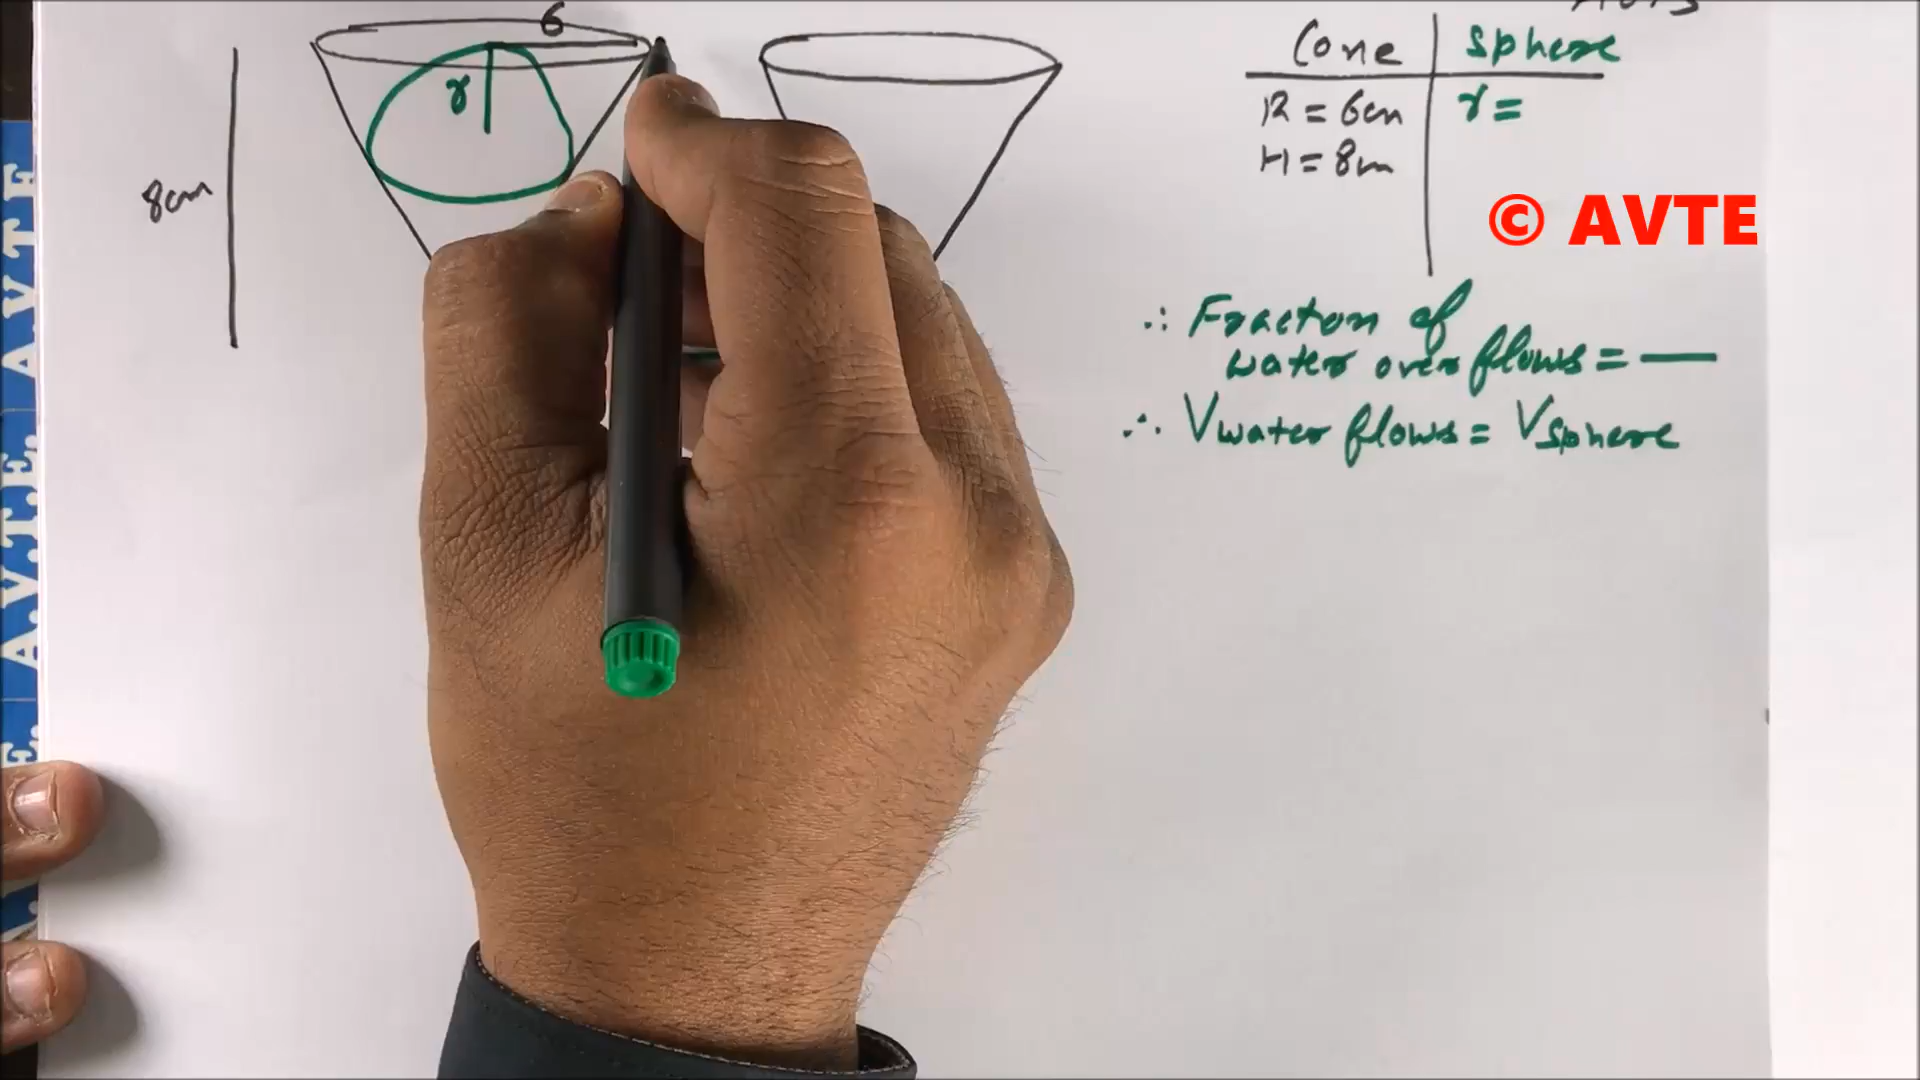 6
Cone sphere
r
R = 6cm r =
H = 8m
8cm
© AVTE
∴ Fraction of
water over flows = —
∴ Vwater flows = Vsphere
A.V.T.E. A.V.T.E